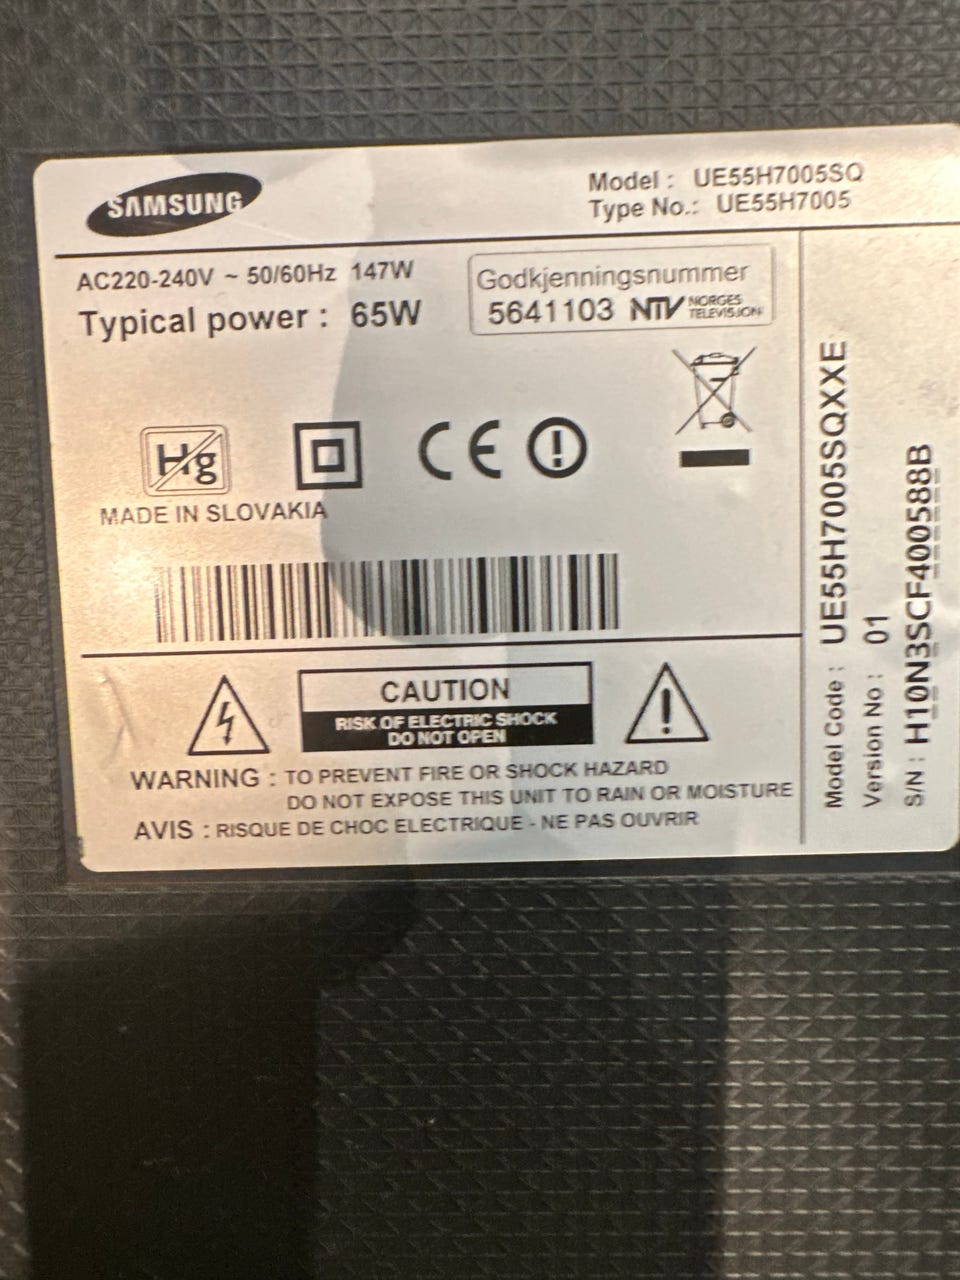 SAMSUNG
Model : UE55H7005SQ
Type No.: UE55H7005
AC220-240V ~ 50/60Hz 147W
Typical power : 65W
Godkjenningsnummer
5641103 NTV NORGES TELEVISJON
Hg
CE
MADE IN SLOVAKIA
CAUTION
RISK OF ELECTRIC SHOCK
DO NOT OPEN
WARNING : TO PREVENT FIRE OR SHOCK HAZARD
DO NOT EXPOSE THIS UNIT TO RAIN OR MOISTURE
AVIS : RISQUE DE CHOC ELECTRIQUE - NE PAS OUVRIR
Model Code : UE55H7005SQXXE
Version No : 01
S/N : H10N3SCF400588B